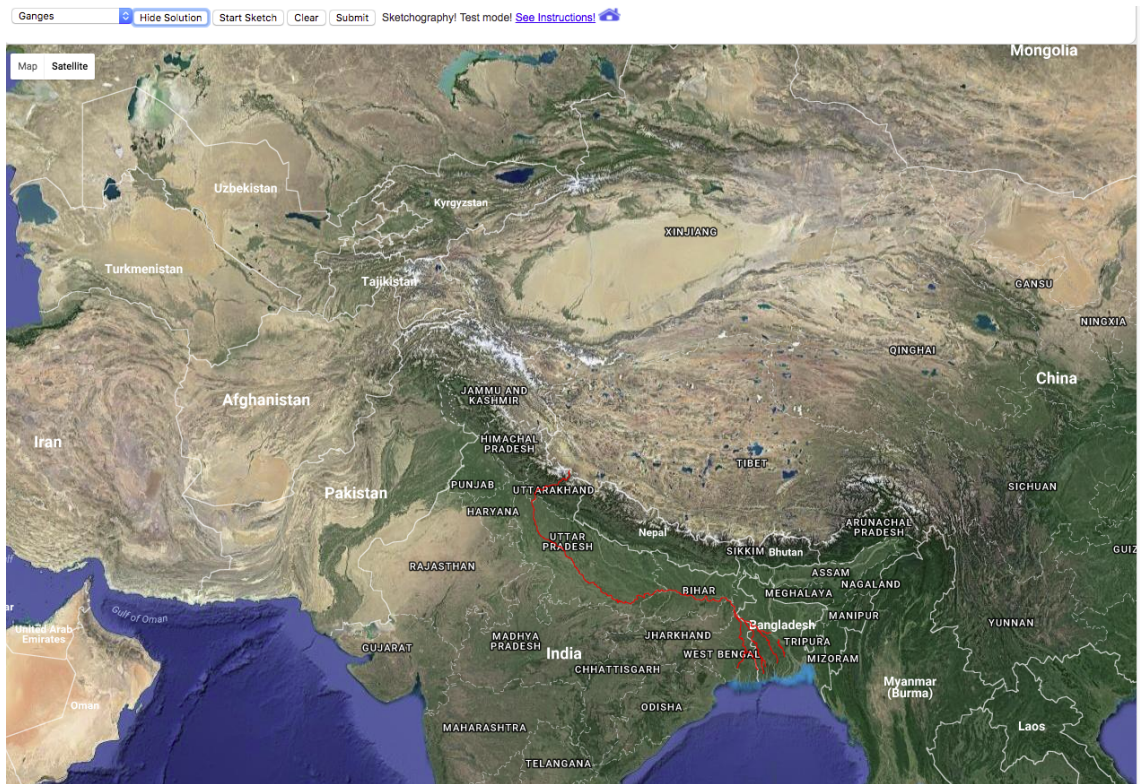 Ganges Hide Solution Start Sketch Clear Submit Sketchography! Test mode! See Instructions!
Mongolia
Map Satellite
Uzbekistan
Kyrgyzstan
XINJIANG
Turkmenistan
Tajikistan
GANSU
NINGXIA
QINGHAI
China
JAMMU AND
KASHMIR
Afghanistan
Iran
HIMACHAL
PRADESH
TIBET
PUNJAB
UTTARAKHAND
SICHUAN
Pakistan
HARYANA
ARUNACHAL
PRADESH
Nepal
UTTAR
PRADESH
SIKKIM Bhutan
GUIZ
RAJASTHAN
ASSAM
NAGALAND
BIHAR
MEGHALAYA
Gulf of Oman
MANIPUR
YUNNAN
Bangladesh
United Arab
Emirates
MADHYA
PRADESH
JHARKHAND
TRIPURA
GUJARAT
India
WEST BENGAL
MIZORAM
CHHATTISGARH
Myanmar
(Burma)
Oman
ODISHA
MAHARASHTRA
Laos
TELANGANA